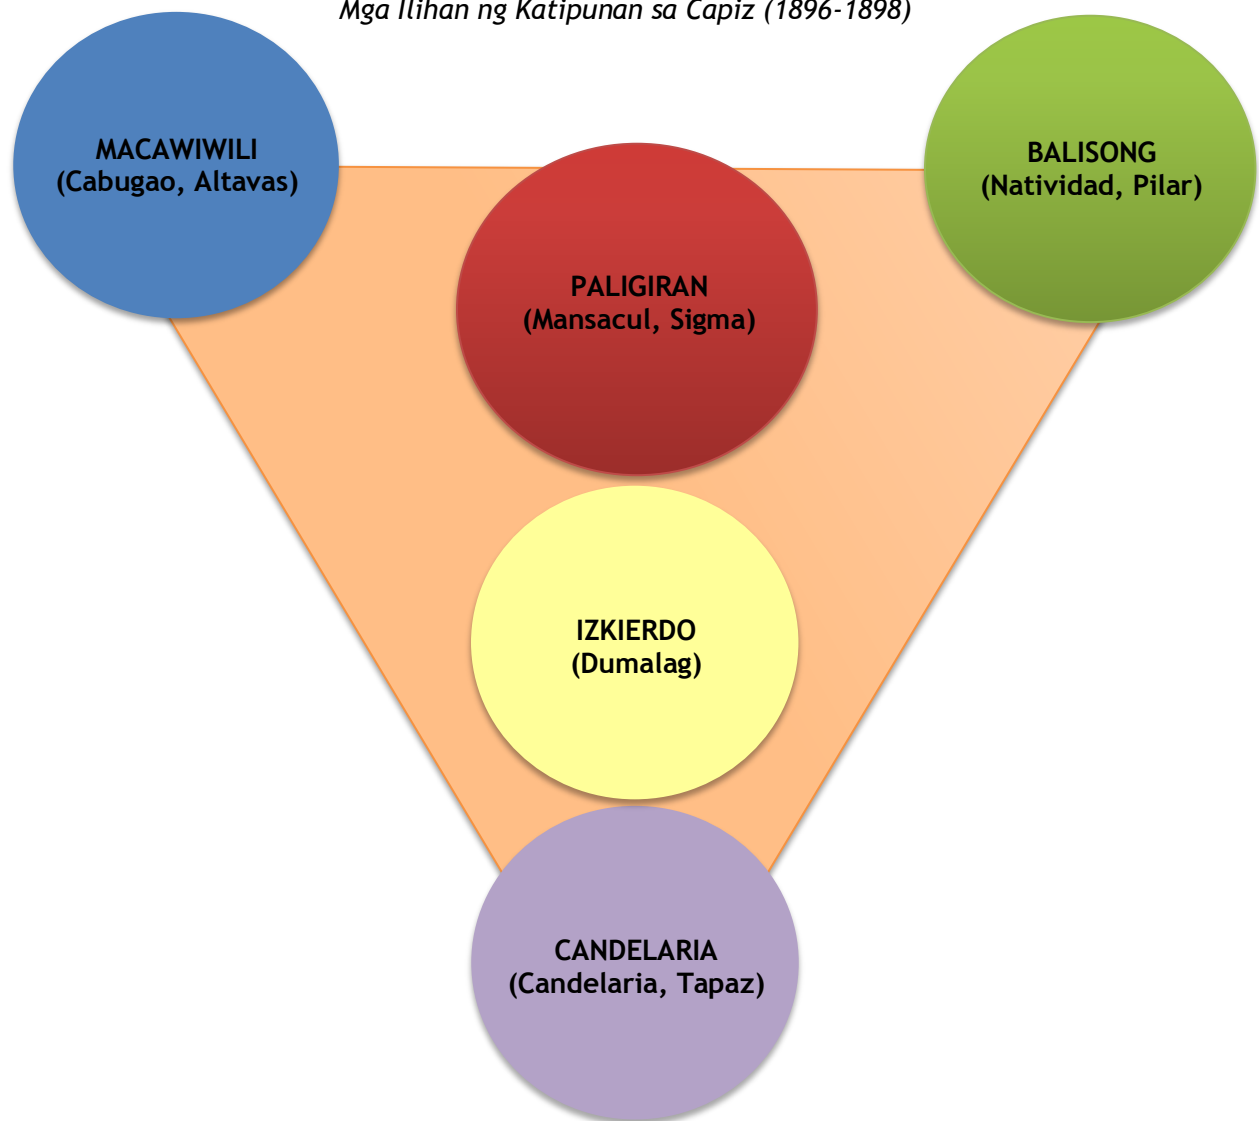 Mga Ilihan ng Katipunan sa Capiz (1896-1898)
MACAWIWILI
(Cabugao, Altavas)
BALISONG
(Natividad, Pilar)
PALIGIRAN
(Mansacul, Sigma)
IZKIERDO
(Dumalag)
CANDELARIA
(Candelaria, Tapaz)